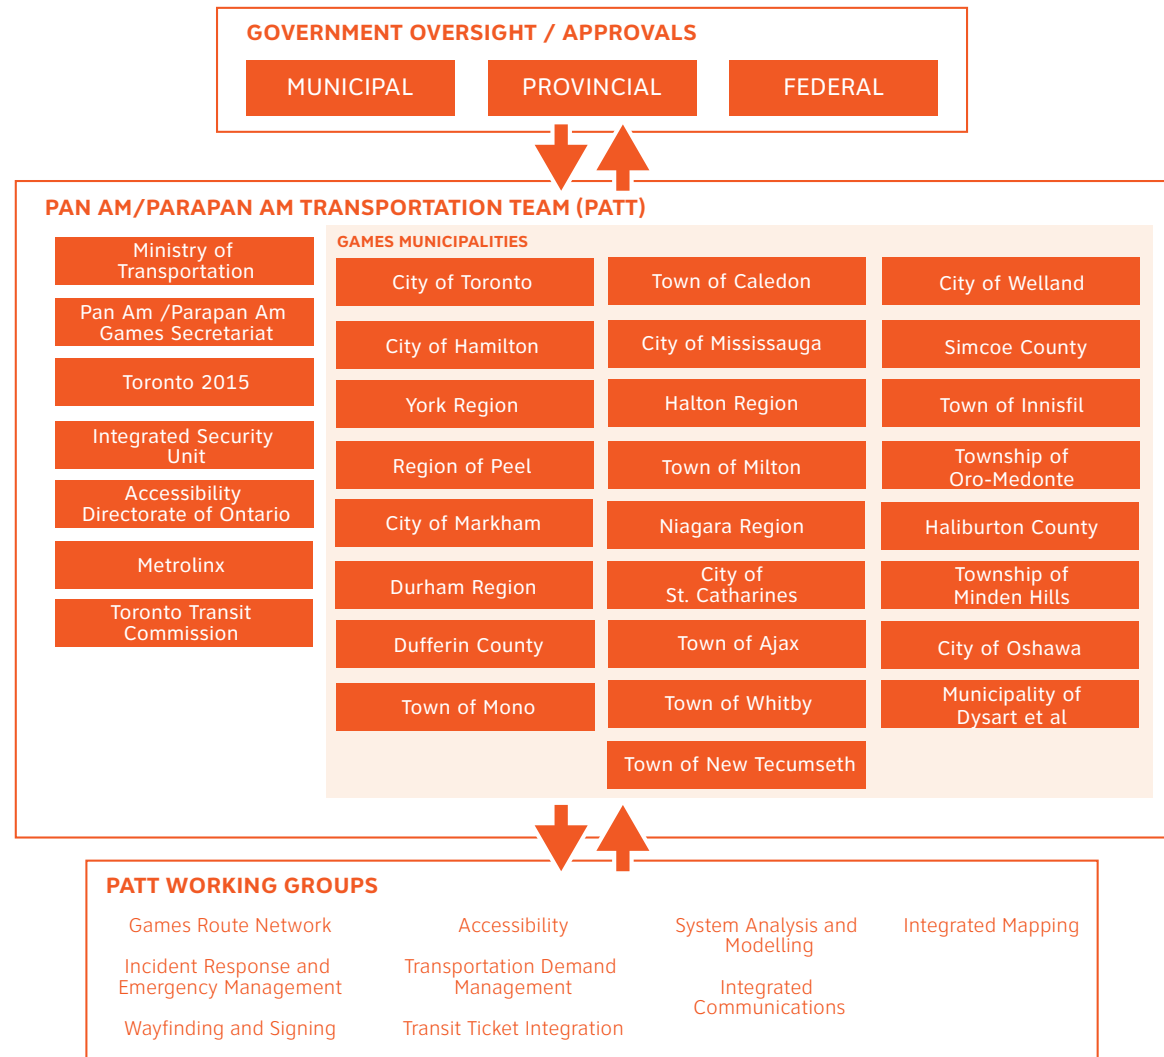 GOVERNMENT OVERSIGHT / APPROVALS
MUNICIPAL
PROVINCIAL
FEDERAL
PAN AM/PARAPAN AM TRANSPORTATION TEAM (PATT)
Ministry of
Transportation
Pan Am /Parapan Am
Games Secretariat
Toronto 2015
Integrated Security
Unit
Accessibility
Directorate of Ontario
Metrolinx
Toronto Transit
Commission
GAMES MUNICIPALITIES
City of Toronto
City of Hamilton
York Region
Region of Peel
City of Markham
Durham Region
Dufferin County
Town of Mono
Town of Caledon
City of Mississauga
Halton Region
Town of Milton
Niagara Region
City of
St. Catharines
Town of Ajax
Town of Whitby
Town of New Tecumseth
City of Welland
Simcoe County
Town of Innisfil
Township of
Oro-Medonte
Haliburton County
Township of
Minden Hills
City of Oshawa
Municipality of
Dysart et al
PATT WORKING GROUPS
Games Route Network
Incident Response and
Emergency Management
Wayfinding and Signing
Accessibility
Transportation Demand
Management
Transit Ticket Integration
System Analysis and
Modelling
Integrated
Communications
Integrated Mapping